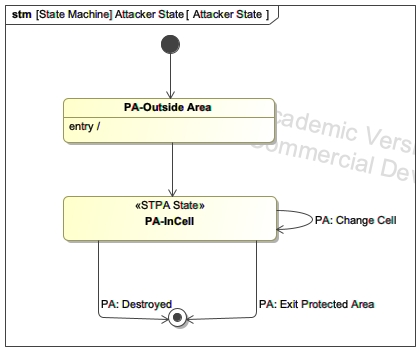 stm [State Machine] Attacker State [ Attacker State ]
PA-Outside Area
entry /
Academic Versi
Commercial Dev
«STPA State»
PA-InCell
PA: Change Cell
PA: Destroyed
PA: Exit Protected Area